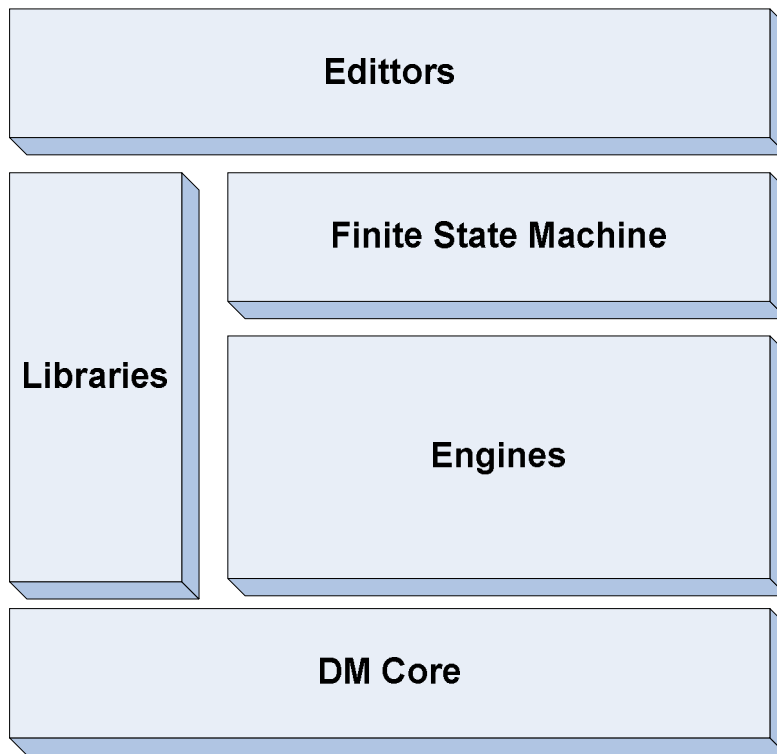 Edittors
Finite State Machine
Libraries
Engines
DM Core